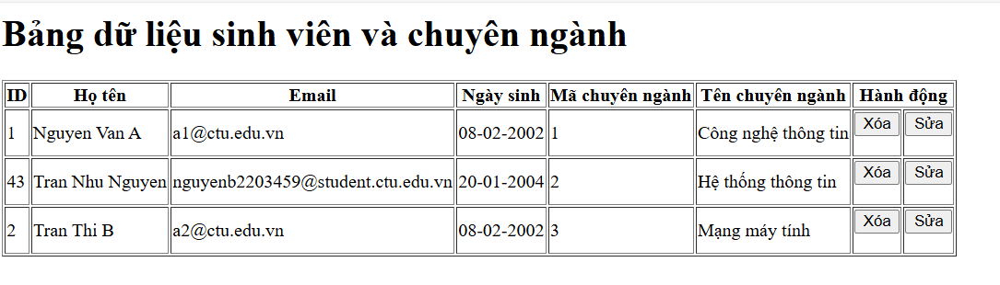 Bảng dữ liệu sinh viên và chuyên ngành
ID Họ tên Email Ngày sinh Mã chuyên ngành Tên chuyên ngành Hành động
1 Nguyen Van A a1@ctu.edu.vn 08-02-2002 1 Công nghệ thông tin Xóa Sửa
43 Tran Nhu Nguyen nguyenb2203459@student.ctu.edu.vn 20-01-2004 2 Hệ thống thông tin Xóa Sửa
2 Tran Thi B a2@ctu.edu.vn 08-02-2002 3 Mạng máy tính Xóa Sửa